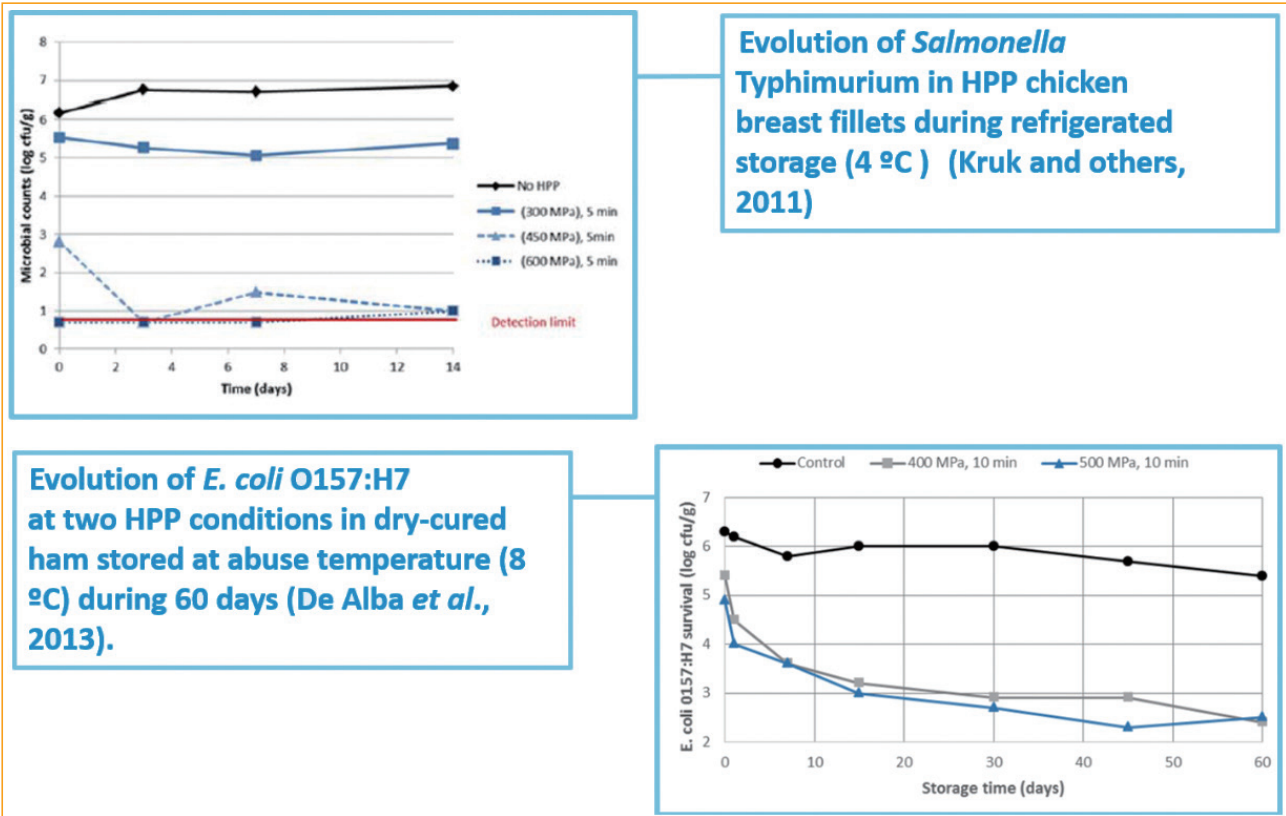 8
7
6
5
4
3
2
1
0
Microbial counts (log cfu/g)
0 2 4 6 8 10 12 14
Time (days)
No HPP
(300 MPa), 5 min
(450 MPa), 5min
(600 MPa), 5 min
Detection limit
Evolution of Salmonella
Typhimurium in HPP chicken
breast fillets during refrigerated
storage (4 ºC ) (Kruk and others,
2011)
Evolution of E. coli O157:H7
at two HPP conditions in dry-cured
ham stored at abuse temperature (8
ºC) during 60 days (De Alba et al.,
2013).
Control 400 MPa, 10 min 500 MPa, 10 min
7
6
5
4
3
2
E. coli 0157:H7 survival (log cfu/g)
0 10 20 30 40 50 60
Storage time (days)